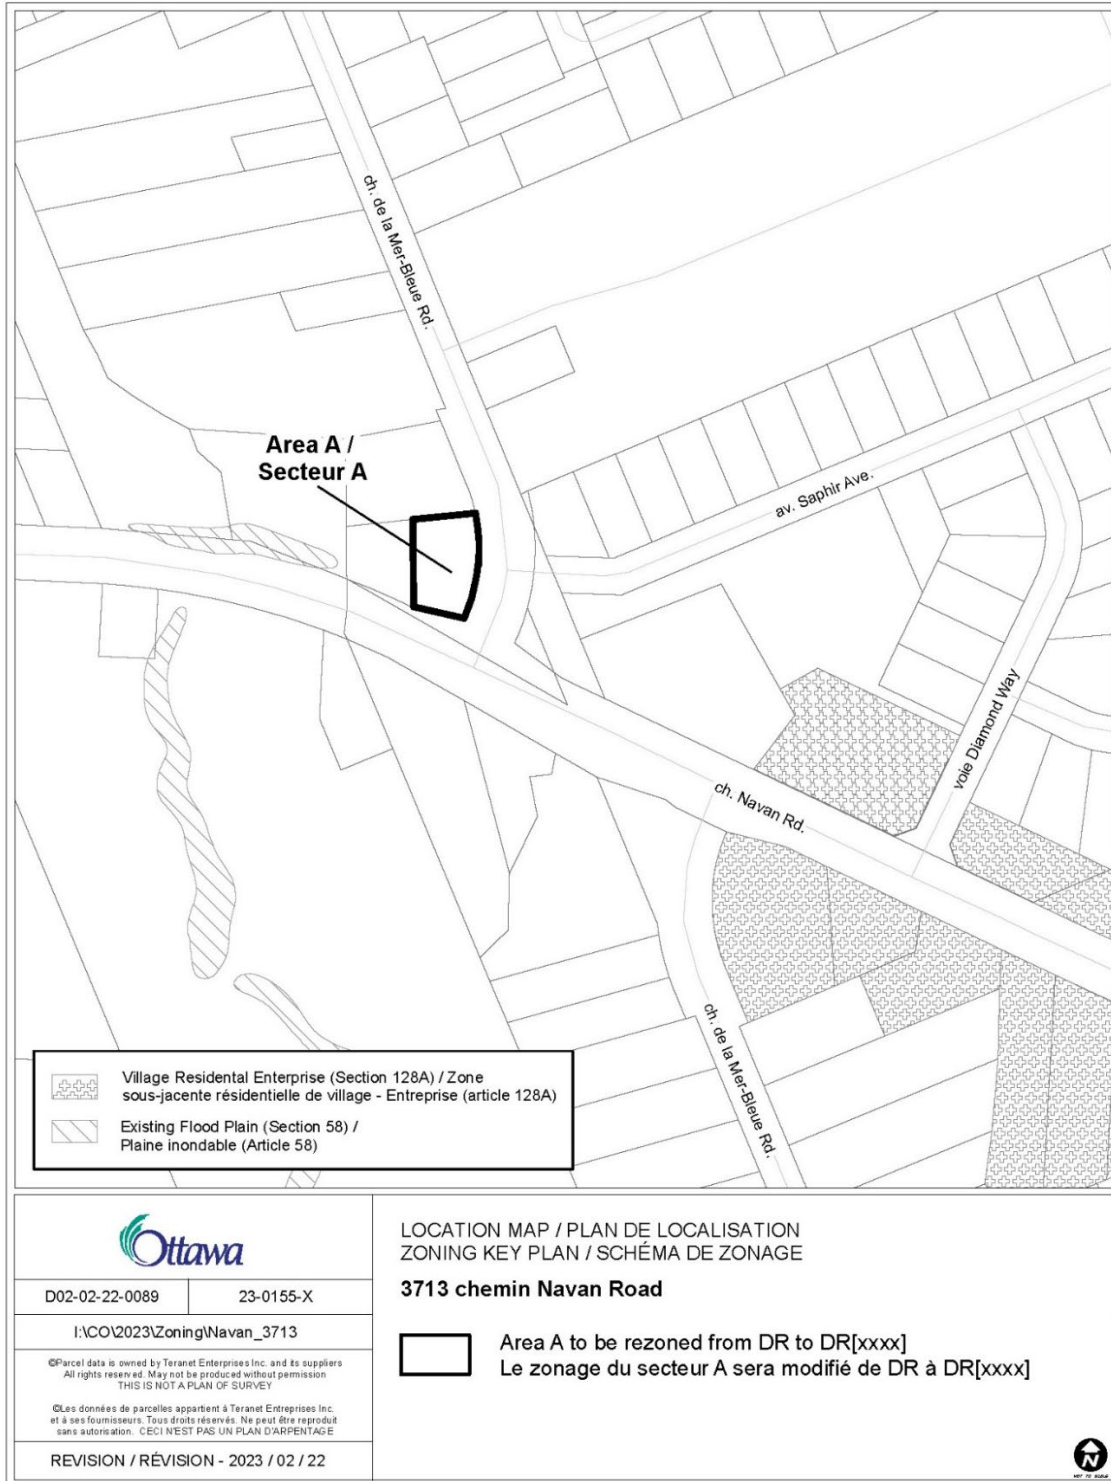 ch. de la Mer-Bleue Rd.
Area A /
Secteur A
av. Saphir Ave.
voie Diamond Way
ch. Navan Rd.
ch. de la Mer-Bleue Rd.
Village Residental Enterprise (Section 128A) / Zone
sous-jacente résidentielle de village - Entreprise (article 128A)
Existing Flood Plain (Section 58) /
Plaine inondable (Article 58)
Ottawa
D02-02-22-0089
23-0155-X
I:\CO\2023\Zoning\Navan_3713
©Parcel data is owned by Teranet Enterprises Inc. and its suppliers
All rights reserved. May not be produced without permission
THIS IS NOT A PLAN OF SURVEY
©Les données de parcelles appartient à Teranet Entreprises Inc.
et à ses fournisseurs. Tous droits réservés. Ne peut être reproduit
sans autorisation. CECI N'EST PAS UN PLAN D'ARPENTAGE
REVISION / RÉVISION - 2023 / 02 / 22
LOCATION MAP / PLAN DE LOCALISATION
ZONING KEY PLAN / SCHÉMA DE ZONAGE
3713 chemin Navan Road
Area A to be rezoned from DR to DR[xxxx]
Le zonage du secteur A sera modifié de DR à DR[xxxx]
N
NOT TO SCALE